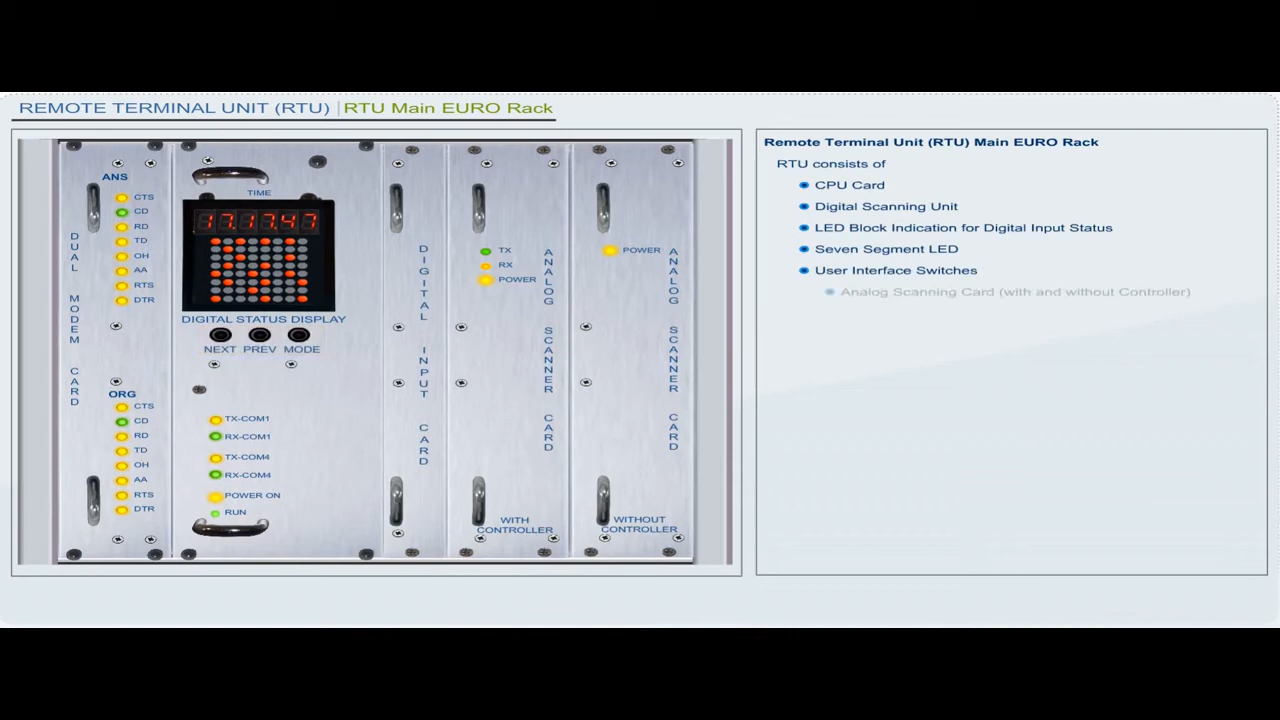 REMOTE TERMINAL UNIT (RTU) | RTU Main EURO Rack
ANS
CTS
CD
RD
TD
OH
AA
RTS
DTR
DUAL MODEM CARD
ORG
CTS
CD
RD
TD
OH
AA
RTS
DTR
TIME
17.17.47
DIGITAL STATUS DISPLAY
NEXT PREV MODE
TX-COM1
RX-COM1
TX-COM4
RX-COM4
POWER ON
RUN
DIGITAL INPUT CARD
TX
RX
POWER
ANALOG SCANNER CARD
WITH
CONTROLLER
POWER
ANALOG SCANNER CARD
WITHOUT
CONTROLLER
Remote Terminal Unit (RTU) Main EURO Rack
RTU consists of
CPU Card
Digital Scanning Unit
LED Block Indication for Digital Input Status
Seven Segment LED
User Interface Switches
Analog Scanning Card (with and without Controller)